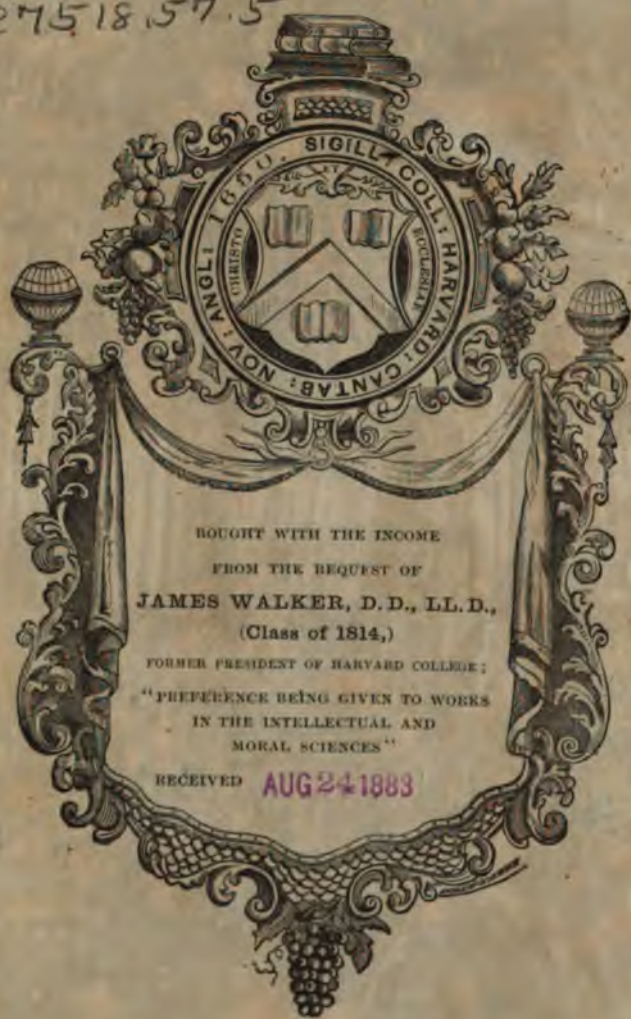 27518.57.5
SIGILL: COLL: HARVARD: CANTAB: NOV: ANGL: 1650.
ET
CHRISTO
ECCLESIAE
BOUGHT WITH THE INCOME
FROM THE BEQUEST OF
JAMES WALKER, D.D., LL.D.,
(Class of 1814,)
FORMER PRESIDENT OF HARVARD COLLEGE;
"PREFERENCE BEING GIVEN TO WORKS
IN THE INTELLECTUAL AND
MORAL SCIENCES"
RECEIVED AUG 24 1883